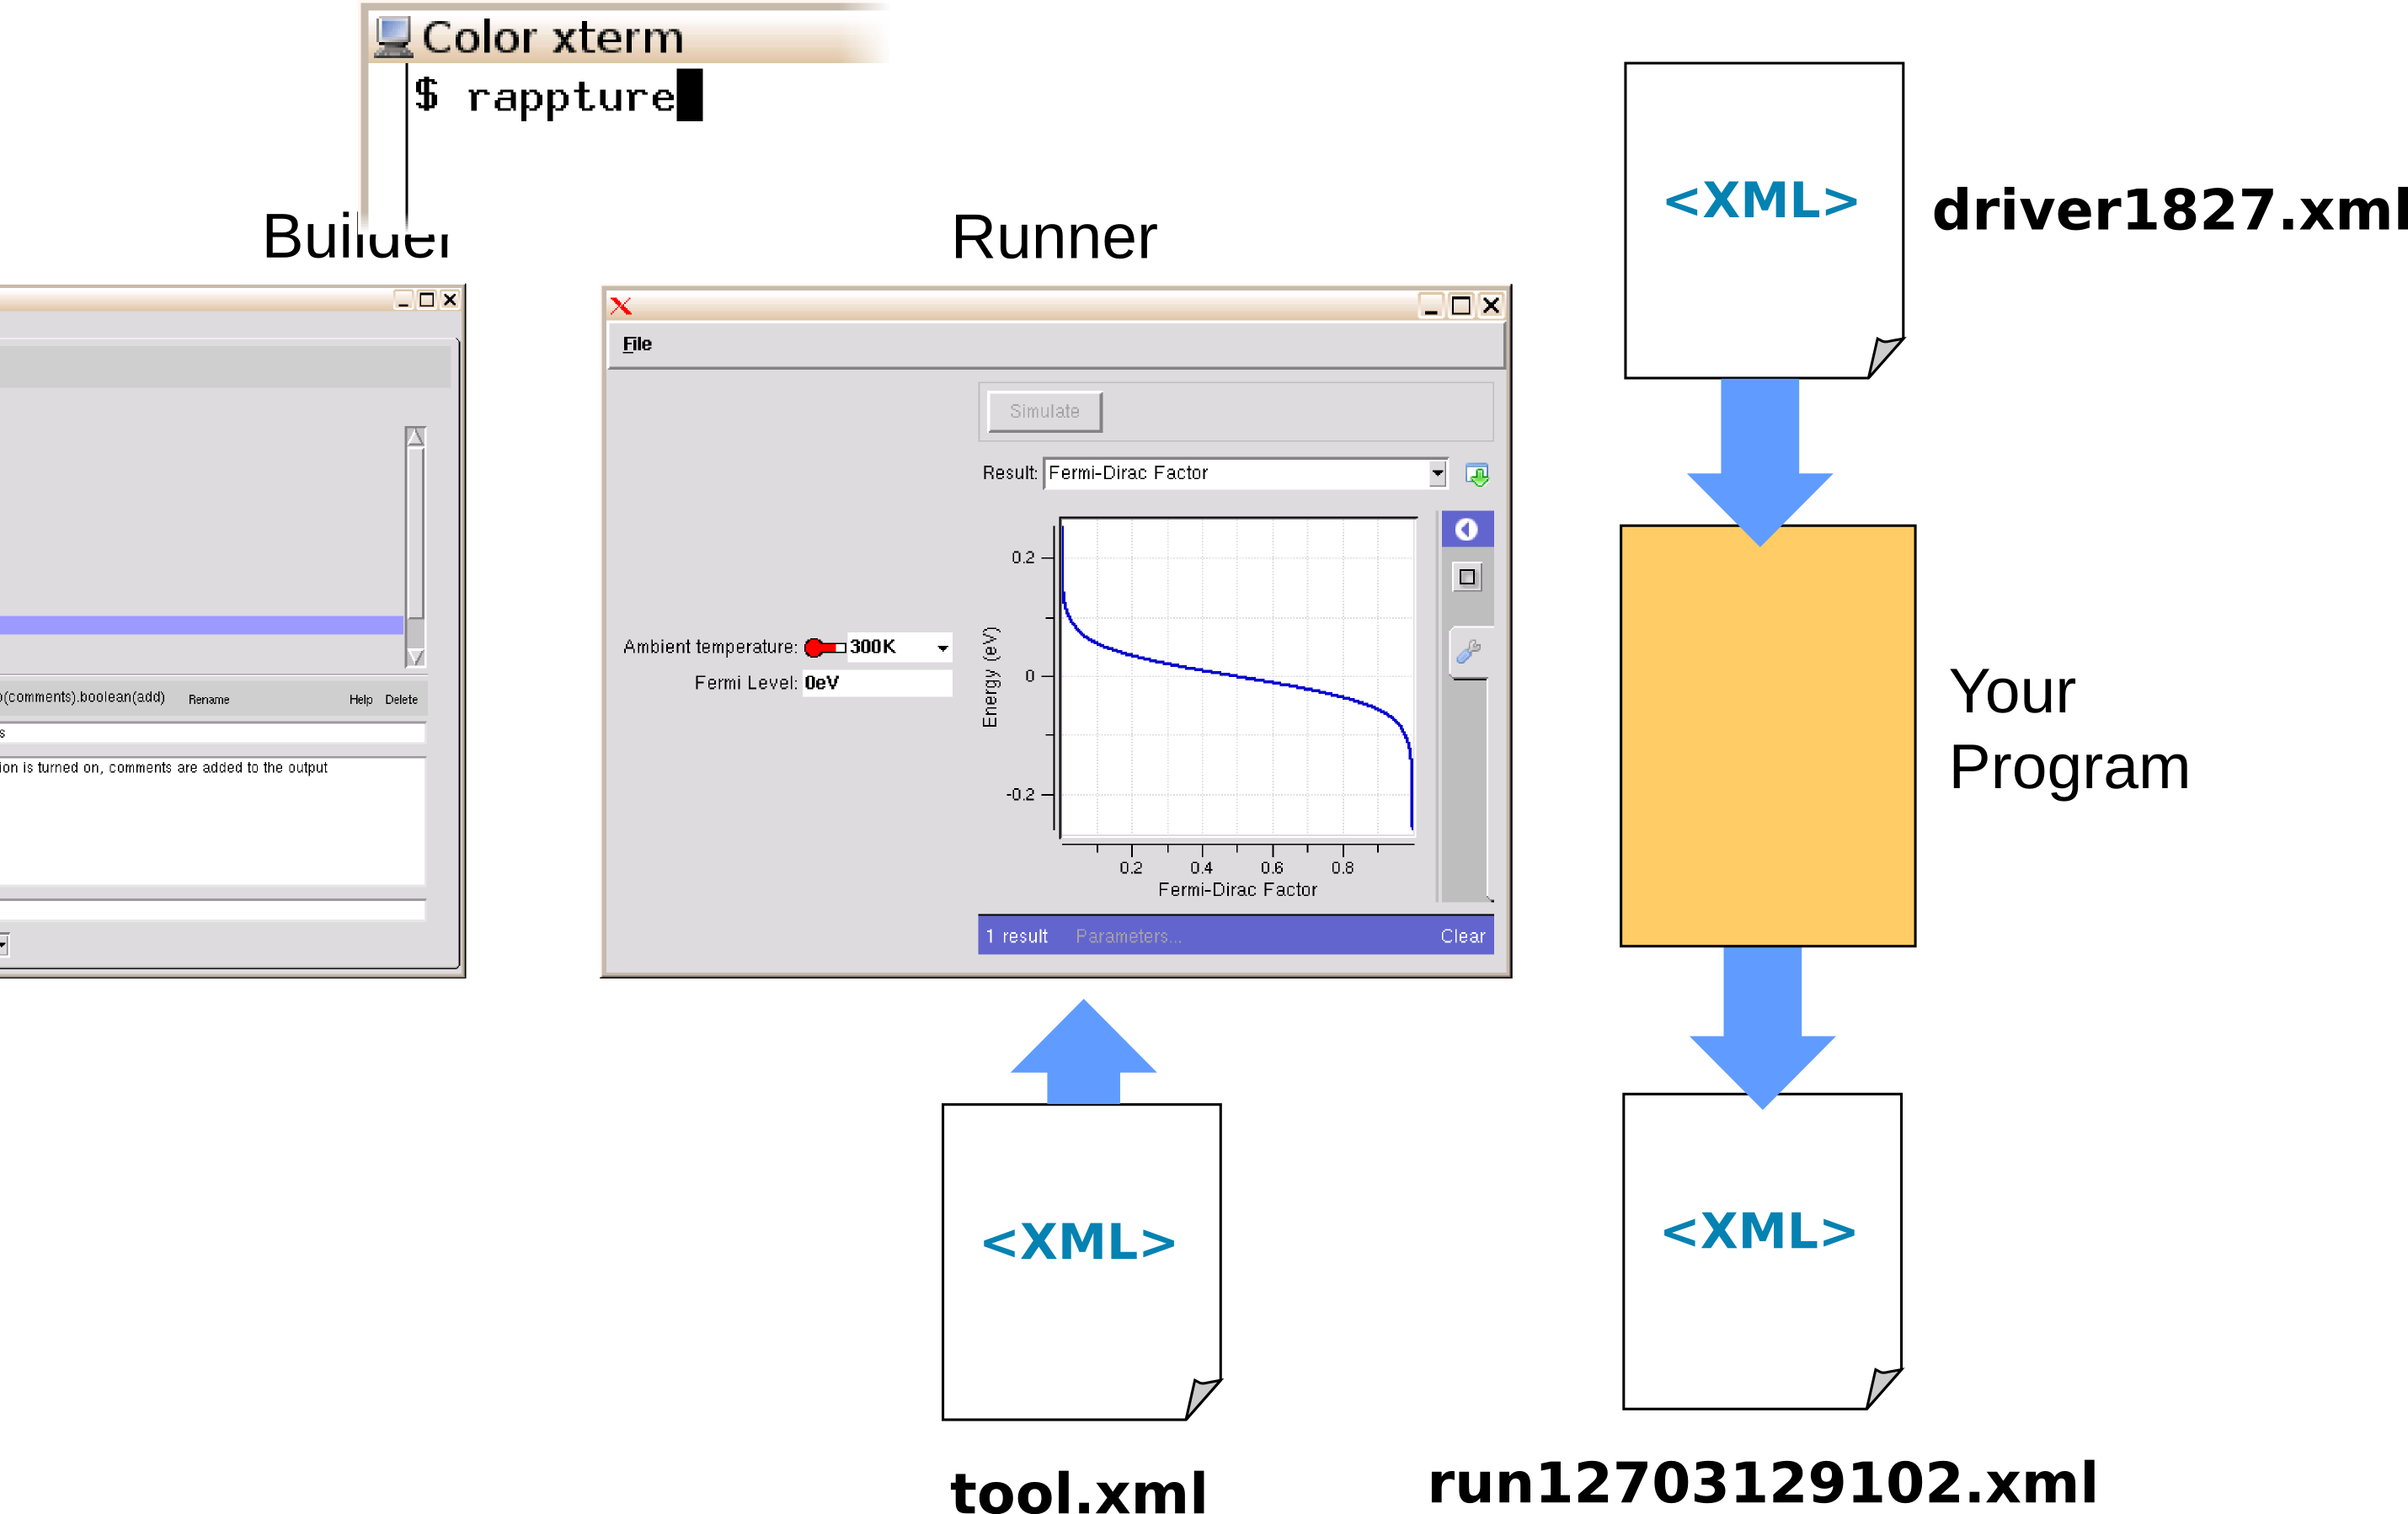 Color xterm
$ rappture
Builder
Runner
<XML>
driver1827.xml
File
Simulate
Result: Fermi-Dirac Factor
0.2
0
-0.2
Energy (eV)
0.2 0.4 0.6 0.8
Fermi-Dirac Factor
Ambient temperature: 300K
Fermi Level: 0eV
1 result Parameters... Clear
(comments).boolean(add) Rename Help Delete
s
ion is turned on, comments are added to the output
Your
Program
<XML>
tool.xml
<XML>
run12703129102.xml